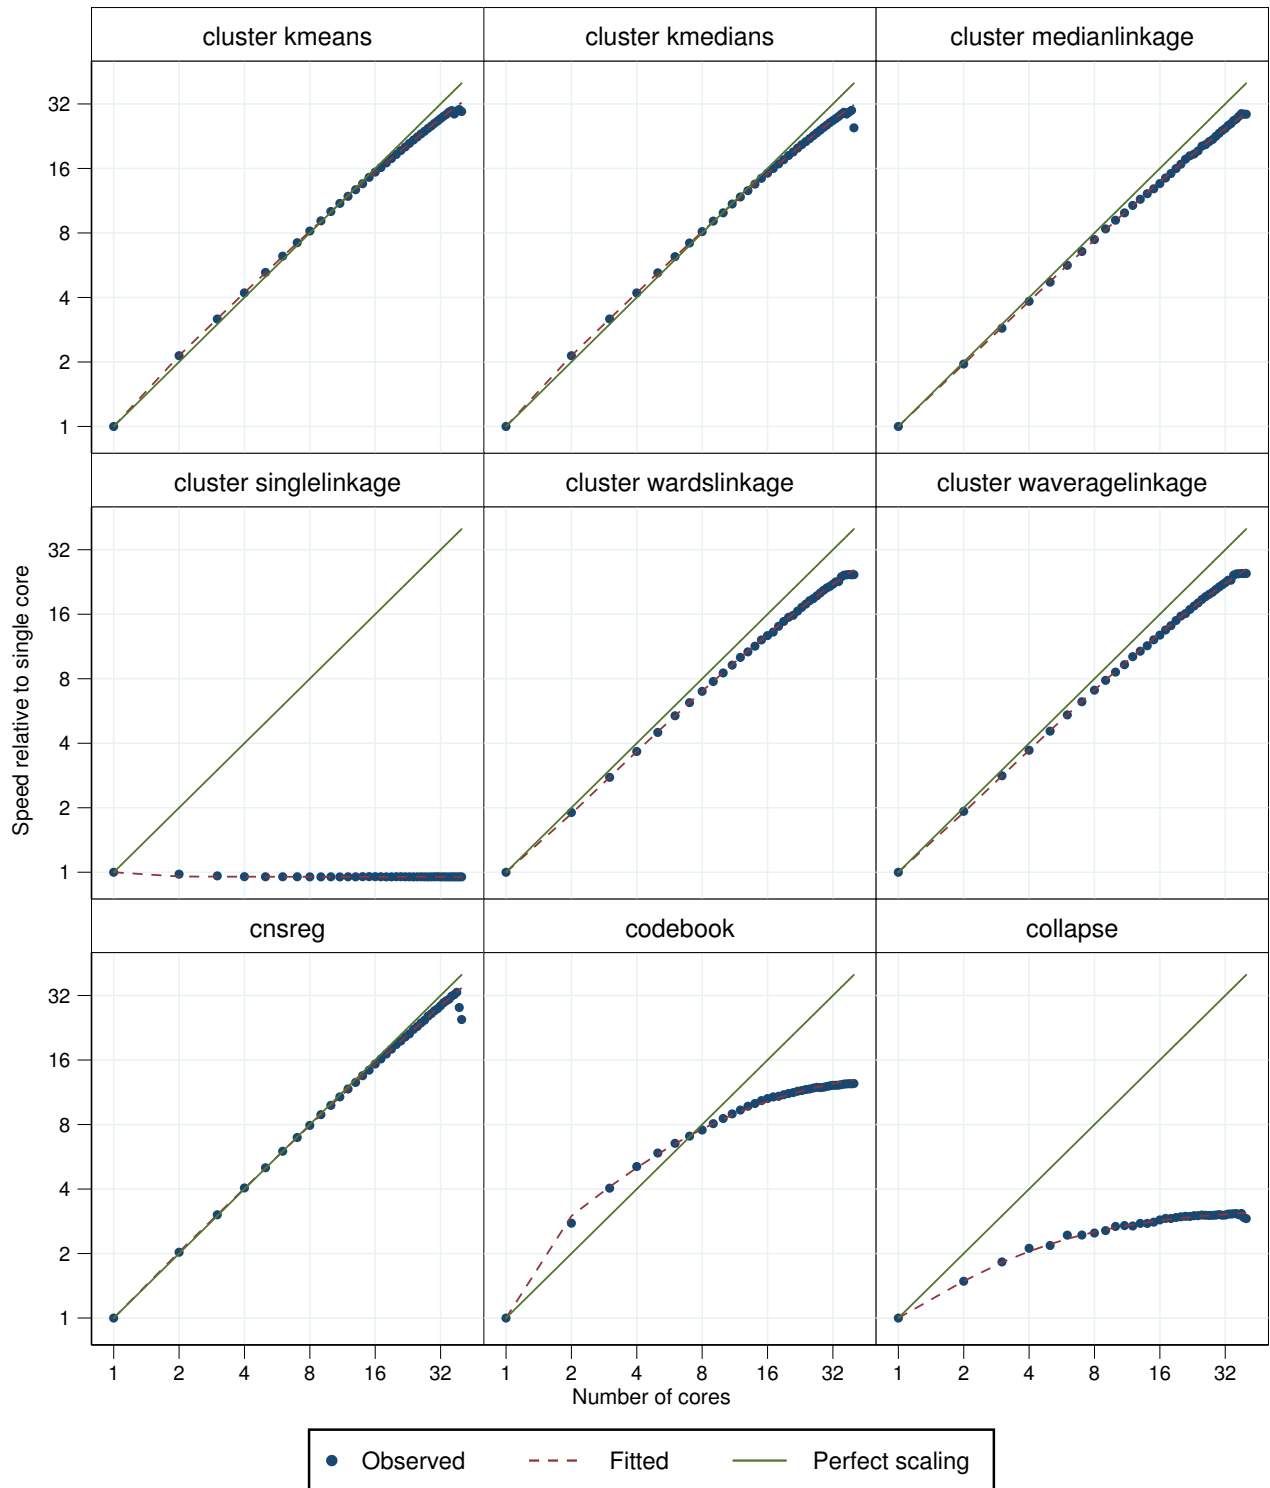 cluster kmeans
cluster kmedians
cluster medianlinkage
32
16
8
4
2
1
cluster singlelinkage
cluster wardslinkage
cluster waveragelinkage
32
16
8
4
2
1
Speed relative to single core
cnsreg
codebook
collapse
32
16
8
4
2
1
1 2 4 8 16 32
1 2 4 8 16 32
1 2 4 8 16 32
Number of cores
Observed
Fitted
Perfect scaling